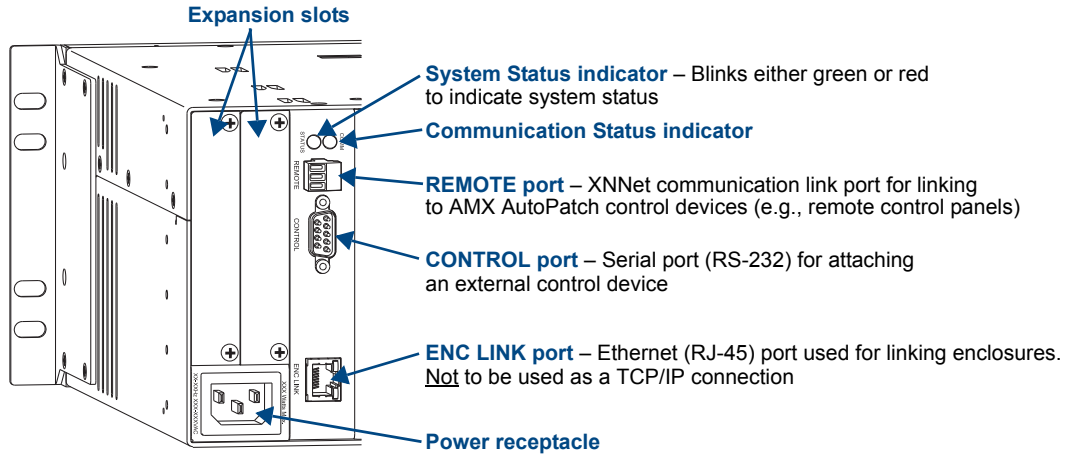 Expansion slots
System Status indicator – Blinks either green or red
to indicate system status
Communication Status indicator
REMOTE port – XNNet communication link port for linking
to AMX AutoPatch control devices (e.g., remote control panels)
CONTROL port – Serial port (RS-232) for attaching
an external control device
ENC LINK port – Ethernet (RJ-45) port used for linking enclosures.
Not to be used as a TCP/IP connection
Power receptacle
STATUS
COMM
REMOTE
CONTROL
ENC LINK
XXX Watts